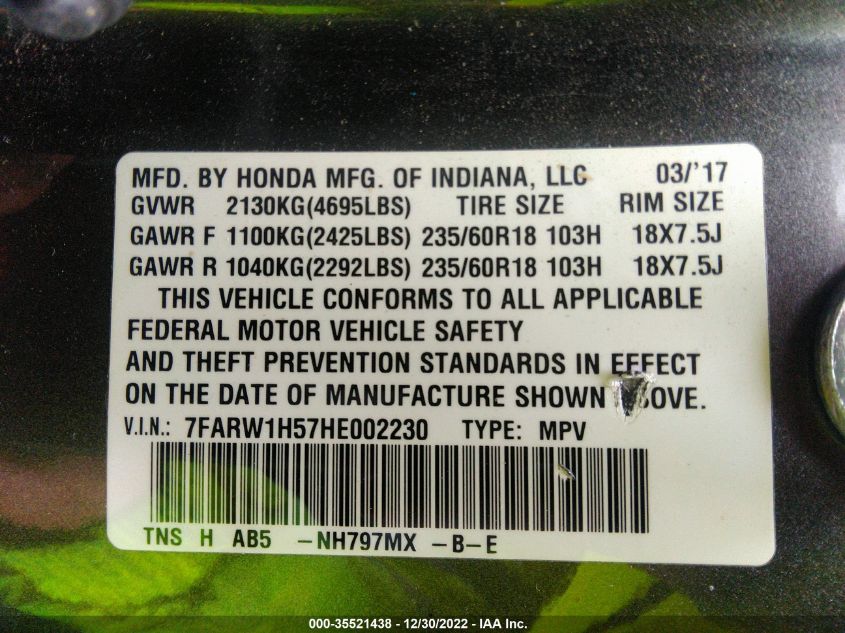 MFD. BY HONDA MFG. OF INDIANA, LLC 03/'17
GVWR 2130KG(4695LBS) TIRE SIZE RIM SIZE
GAWR F 1100KG(2425LBS) 235/60R18 103H 18X7.5J
GAWR R 1040KG(2292LBS) 235/60R18 103H 18X7.5J
THIS VEHICLE CONFORMS TO ALL APPLICABLE
FEDERAL MOTOR VEHICLE SAFETY
AND THEFT PREVENTION STANDARDS IN EFFECT
ON THE DATE OF MANUFACTURE SHOWN ABOVE.
V.I.N.: 7FARW1H57HE002230 TYPE: MPV
TNS H AB5 -NH797MX -B-E
000-35521438 - 12/30/2022 - IAA Inc.